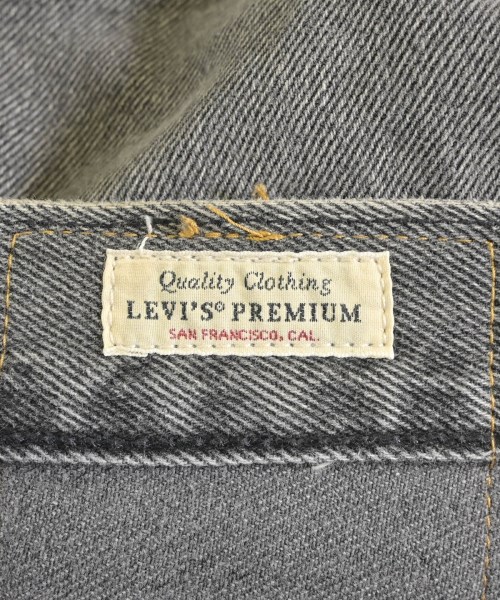 Quality Clothing
LEVI'S® PREMIUM
SAN FRANCISCO, CAL.